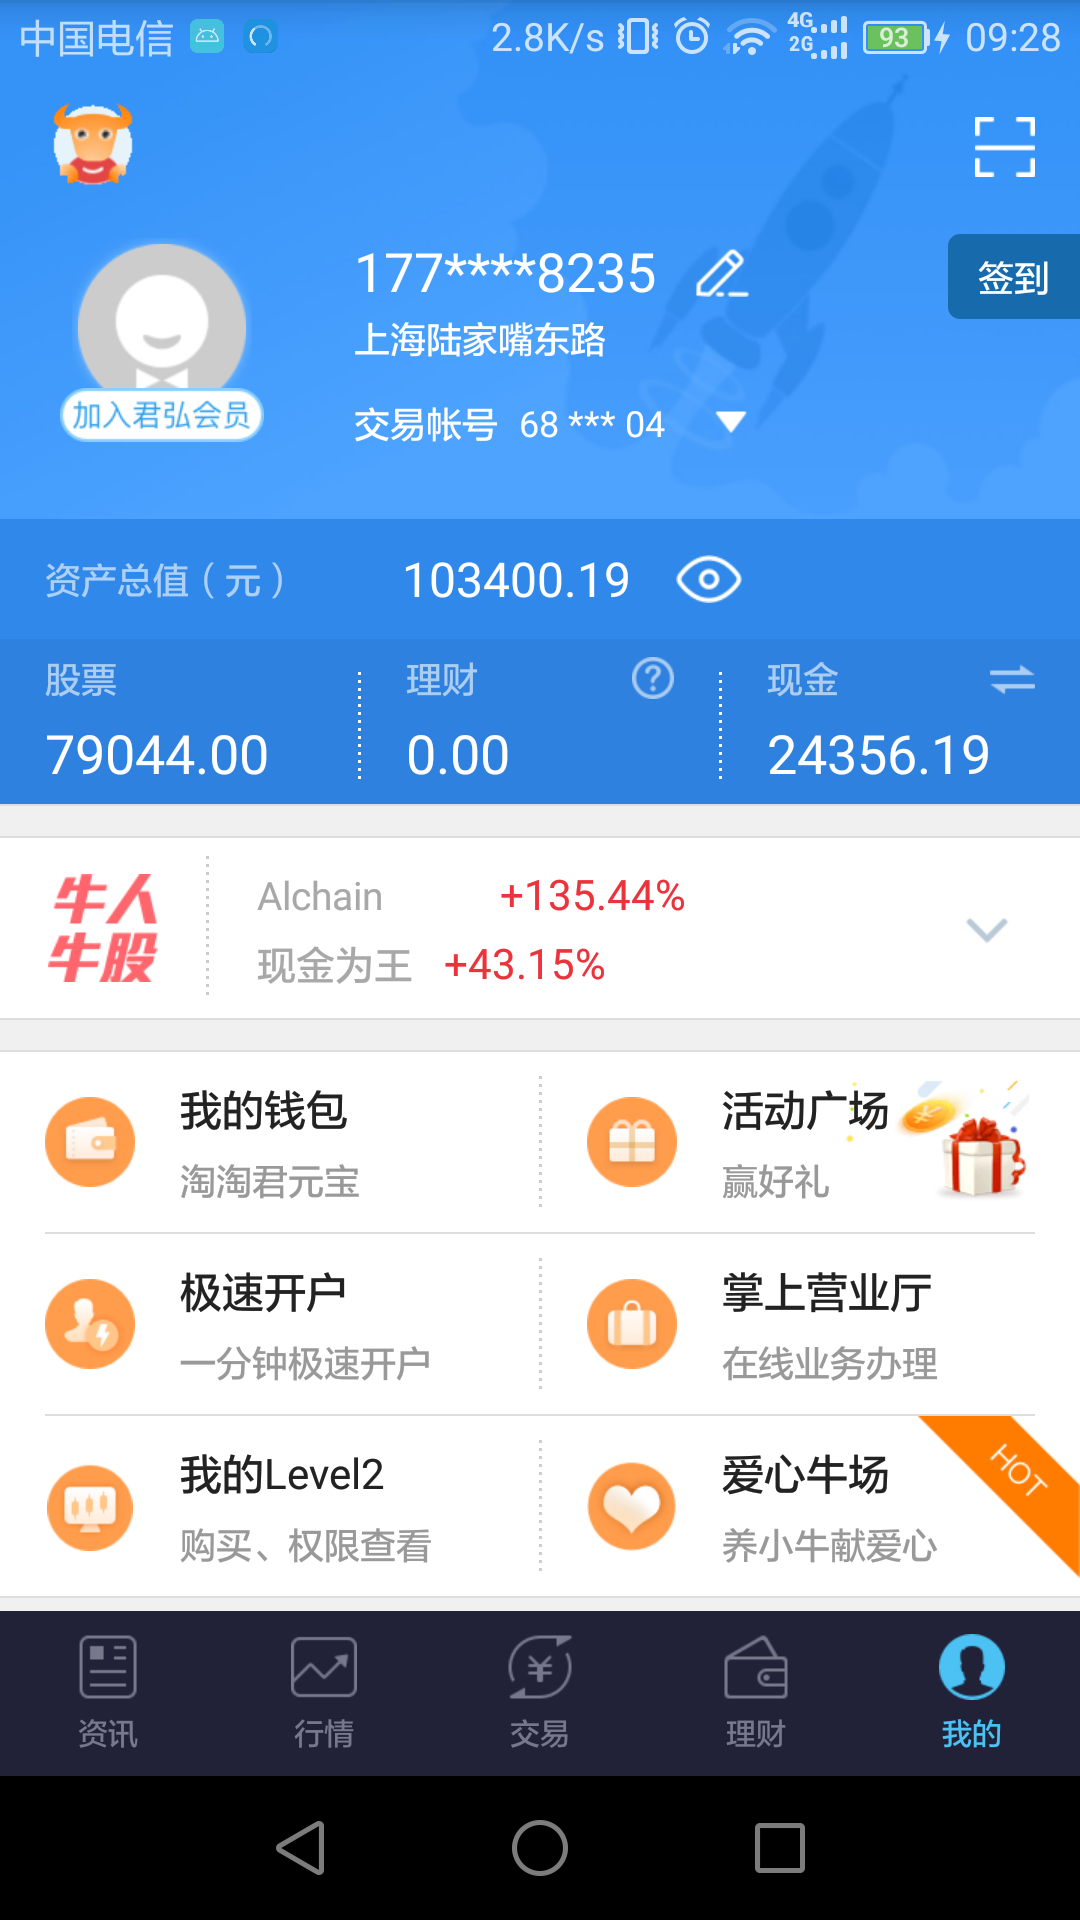 中国电信 2.8K/s 4G 2G 93 09:28
177****8235
签到
上海陆家嘴东路
加入君弘会员
交易帐号 68 *** 04
资产总值（元） 103400.19
股票 理财 ? 现金
79044.00 0.00 24356.19
牛人
牛股
Alchain +135.44%
现金为王 +43.15%
我的钱包 活动广场
淘淘君元宝 赢好礼
极速开户 掌上营业厅
一分钟极速开户 在线业务办理
我的Level2 爱心牛场 HOT
购买、权限查看 养小牛献爱心
资讯 行情 交易 理财 我的